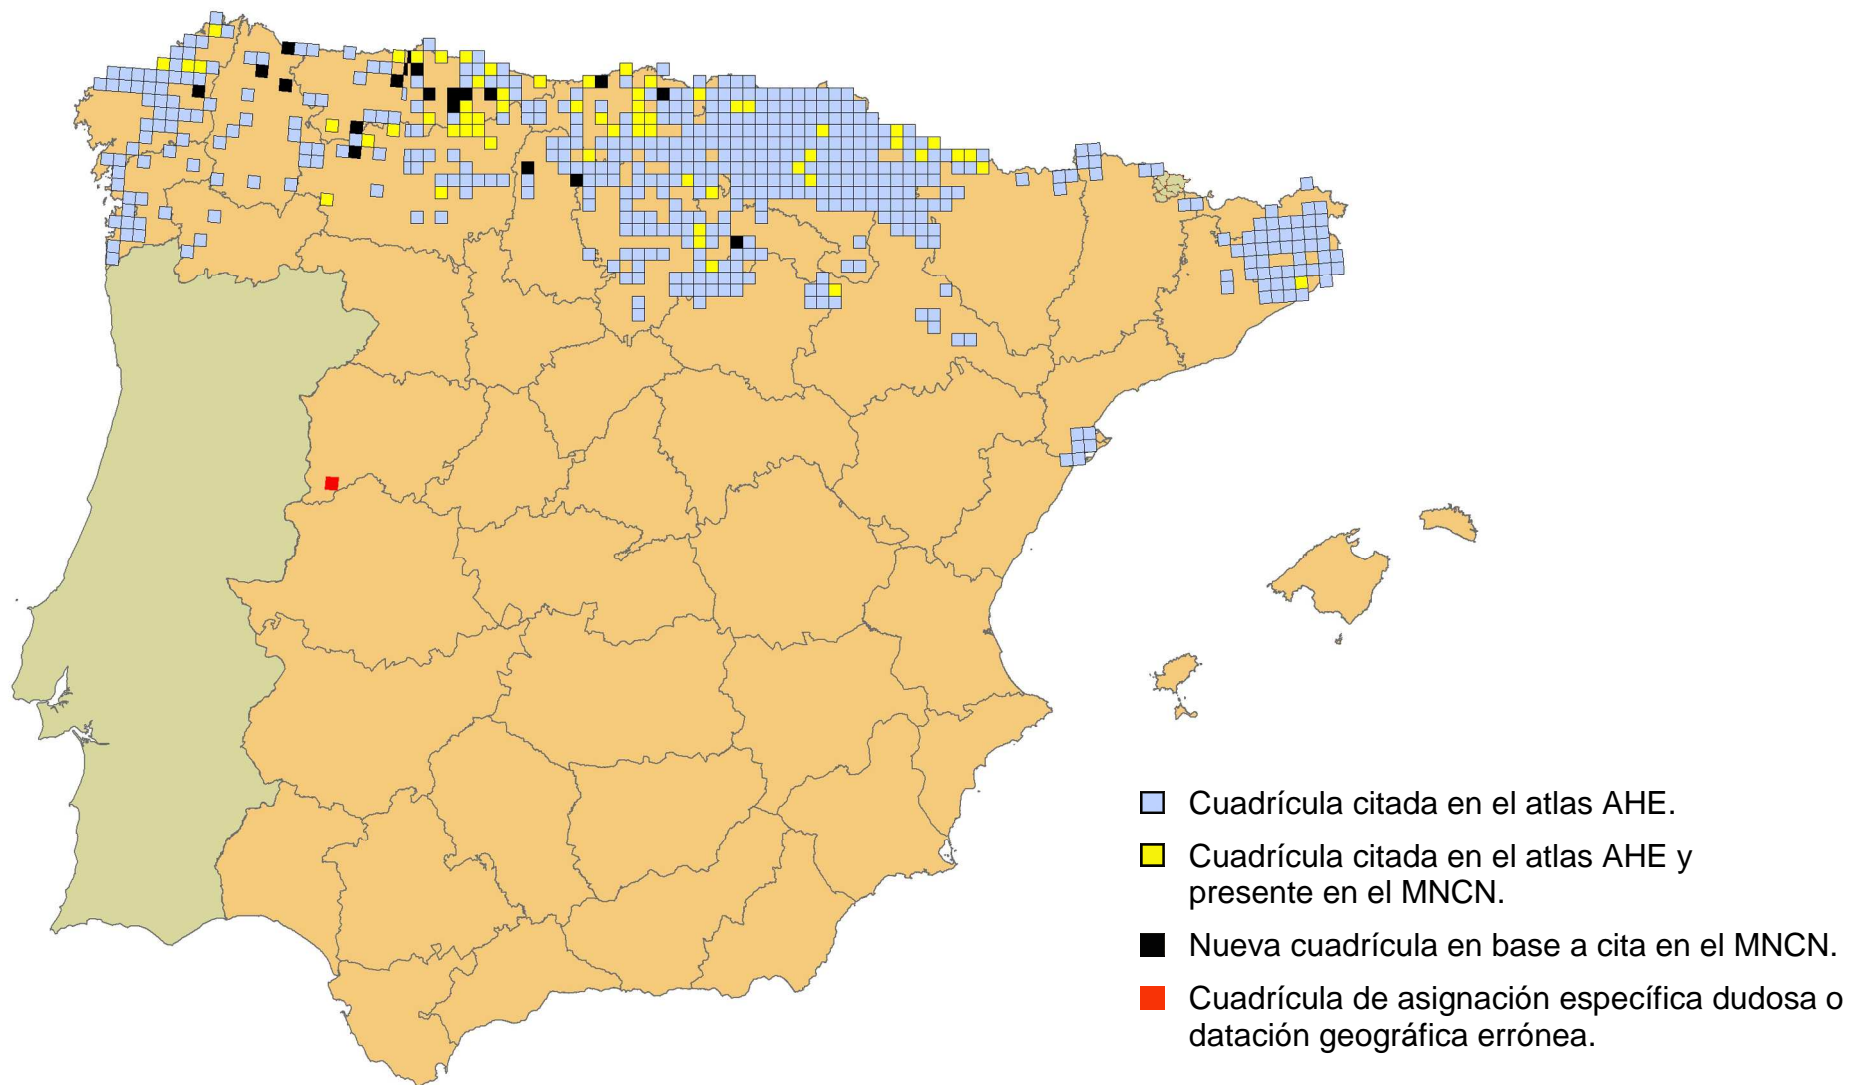 Cuadrícula citada en el atlas AHE.
Cuadrícula citada en el atlas AHE y
presente en el MNCN.
Nueva cuadrícula en base a cita en el MNCN.
Cuadrícula de asignación específica dudosa o
datación geográfica errónea.